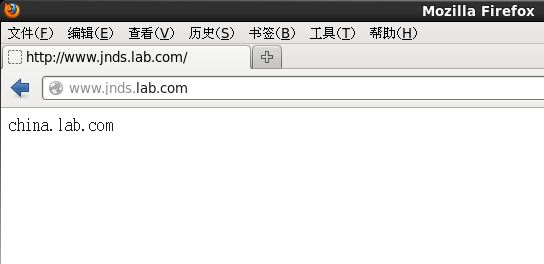 Mozilla Firefox
文件(F) 编辑(E) 查看(V) 历史(S) 书签(B) 工具(T) 帮助(H)
http://www.jnds.lab.com/
www.jnds.lab.com
china.lab.com